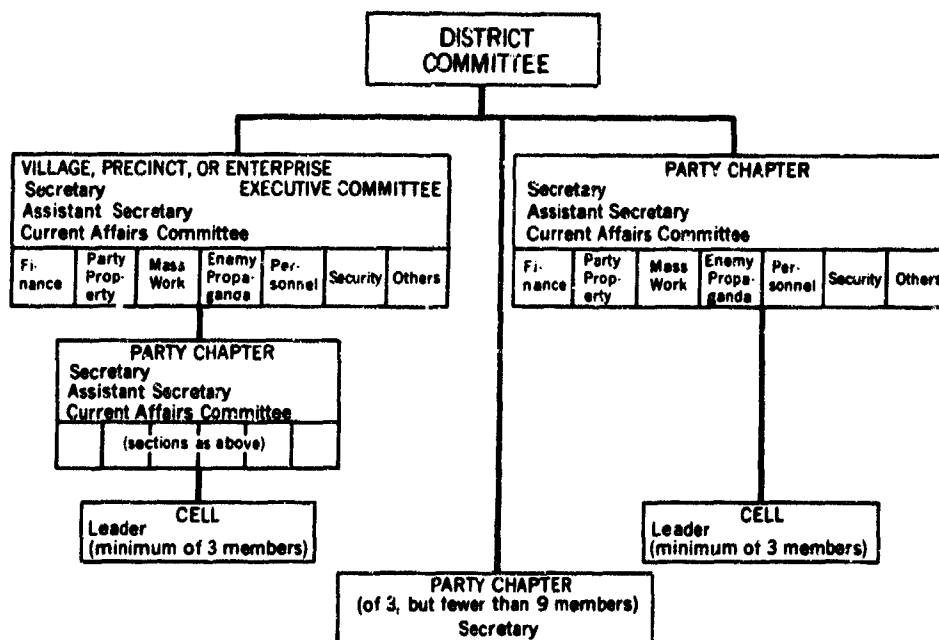 DISTRICT
COMMITTEE
VILLAGE, PRECINCT, OR ENTERPRISE
Secretary EXECUTIVE COMMITTEE
Assistant Secretary
Current Affairs Committee
Fi-
nance
Party
Prop-
erty
Mass
Work
Enemy
Propa-
ganda
Per-
sonnel
Security
Others
PARTY CHAPTER
Secretary
Assistant Secretary
Current Affairs Committee
Fi-
nance
Party
Prop-
erty
Mass
Work
Enemy
Propa-
ganda
Per-
sonnel
Security
Others
PARTY CHAPTER
Secretary
Assistant Secretary
Current Affairs Committee
(sections as above)
CELL
Leader
(minimum of 3 members)
CELL
Leader
(minimum of 3 members)
PARTY CHAPTER
(of 3, but fewer than 9 members)
Secretary